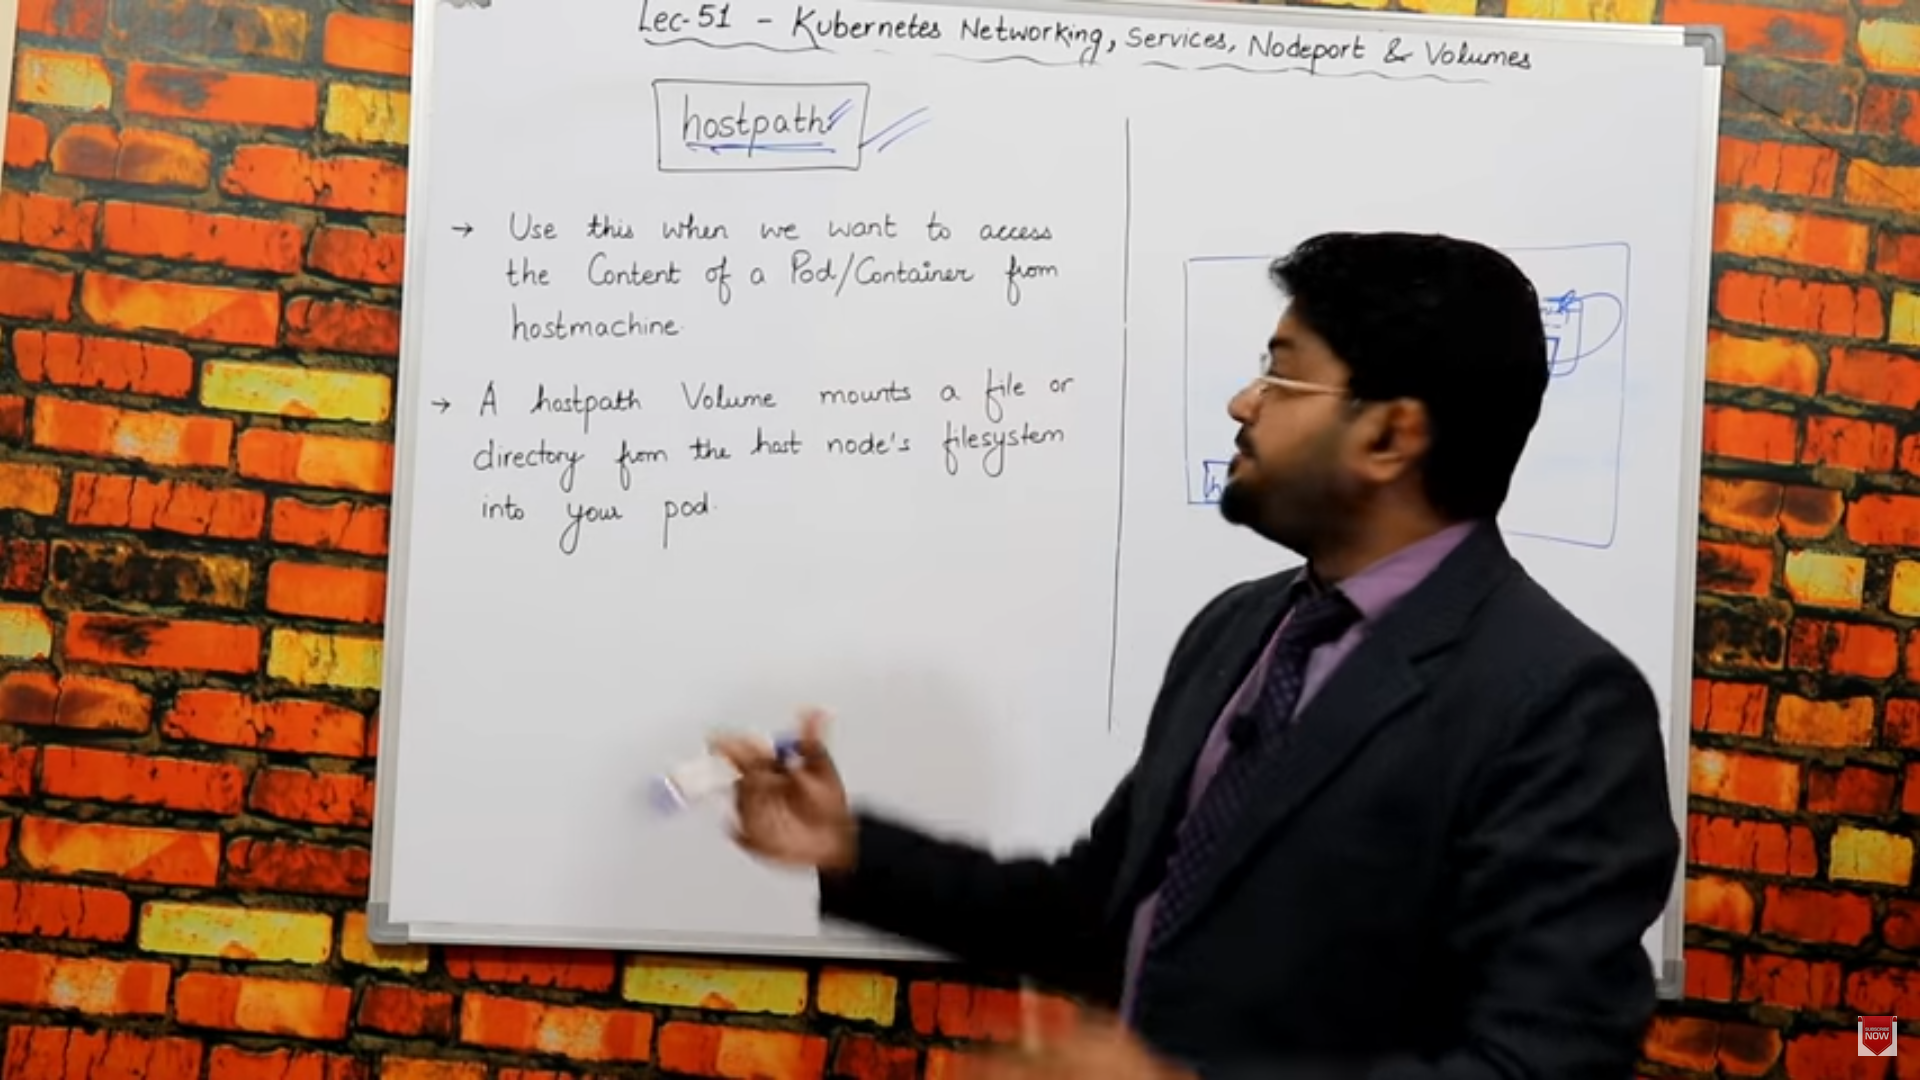 Lec-51 - Kubernetes Networking, Services, Nodeport & Volumes
hostpath
→ Use this when we want to access
the Content of a Pod/Container from
hostmachine.
→ A hostpath Volume mounts a file or
directory from the host node's filesystem
into your pod.
SUBSCRIBE
NOW